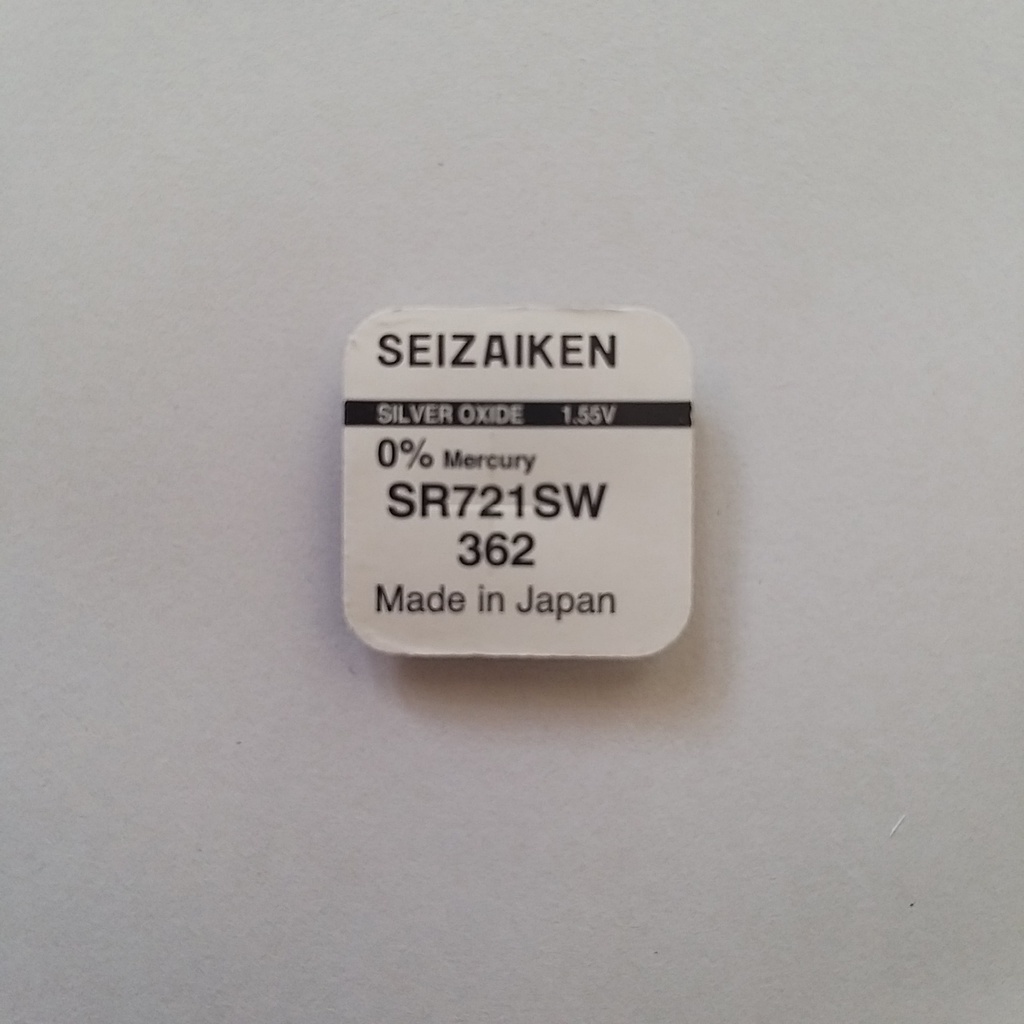 SEIZAIKEN
SILVER OXIDE 1.55V
0% Mercury
SR721SW
362
Made in Japan